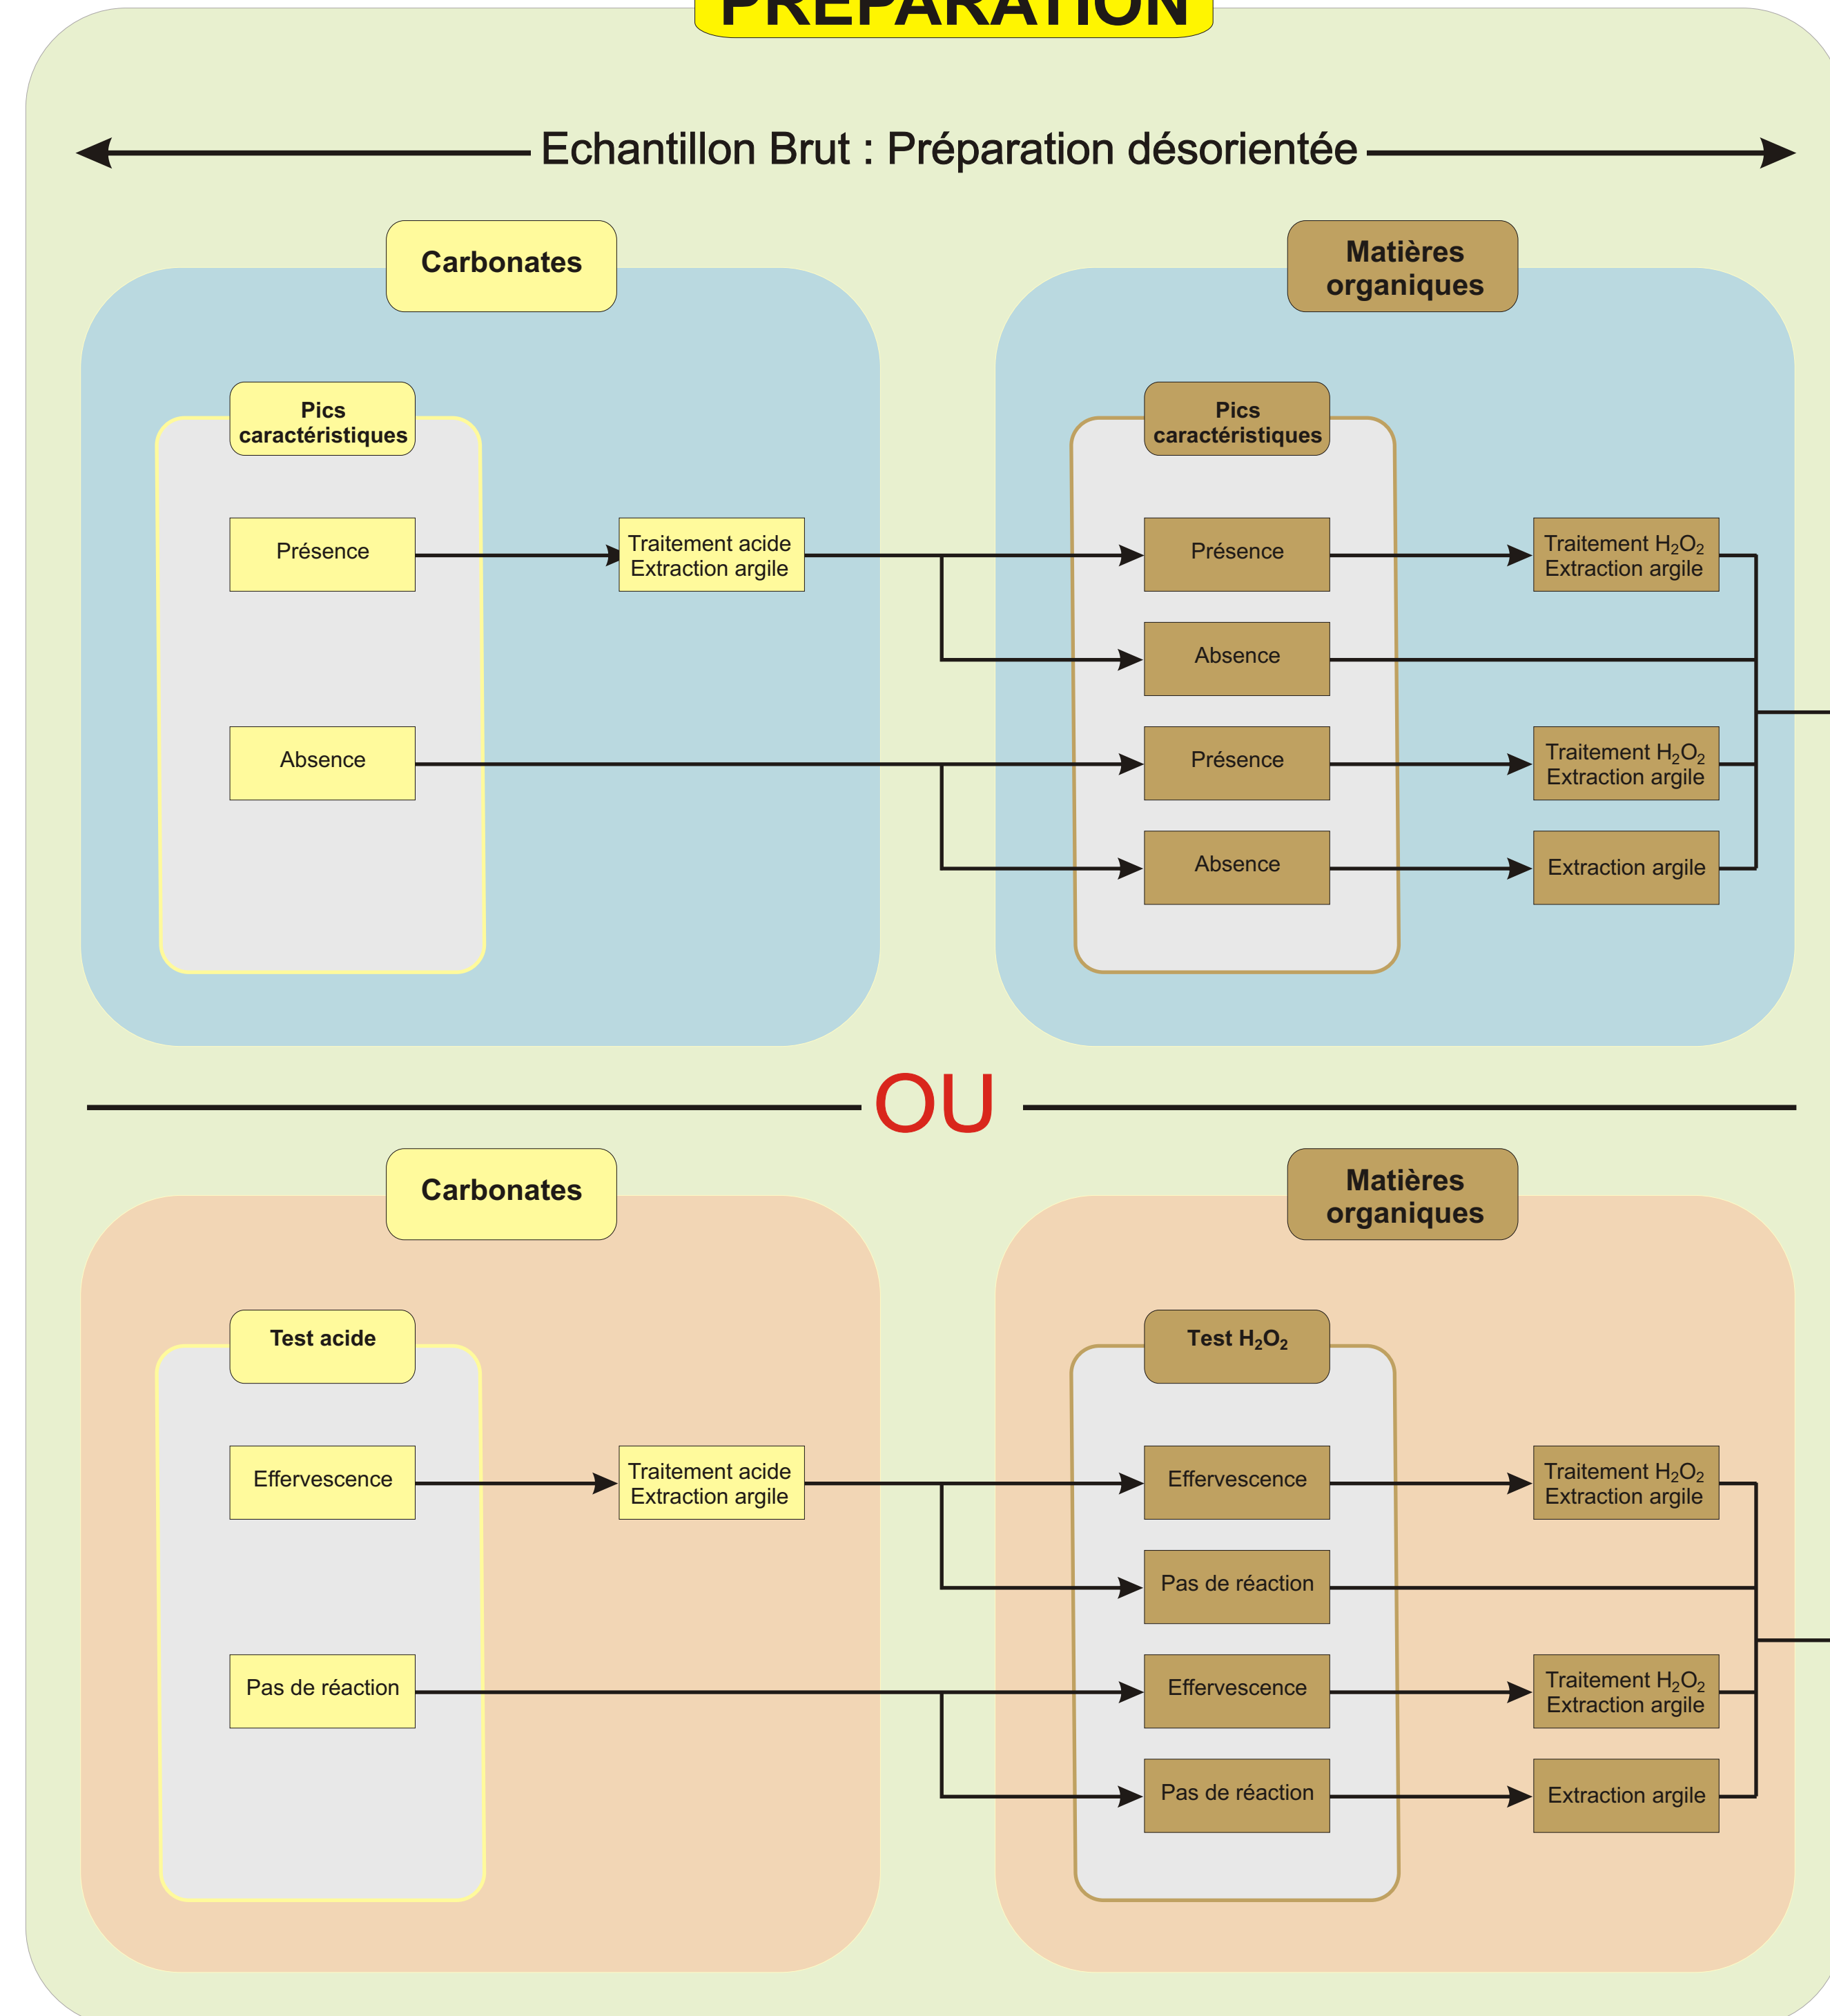 PREPARATION
Echantillon Brut : Préparation désorientée
Carbonates
Matières
organiques
Pics
caractéristiques
Pics
caractéristiques
Présence
Traitement acide
Extraction argile
Présence
Traitement H₂O₂
Extraction argile
Absence
Absence
Présence
Traitement H₂O₂
Extraction argile
Absence
Extraction argile
OU
Carbonates
Matières
organiques
Test acide
Test H₂O₂
Effervescence
Traitement acide
Extraction argile
Effervescence
Traitement H₂O₂
Extraction argile
Pas de réaction
Pas de réaction
Effervescence
Traitement H₂O₂
Extraction argile
Pas de réaction
Extraction argile